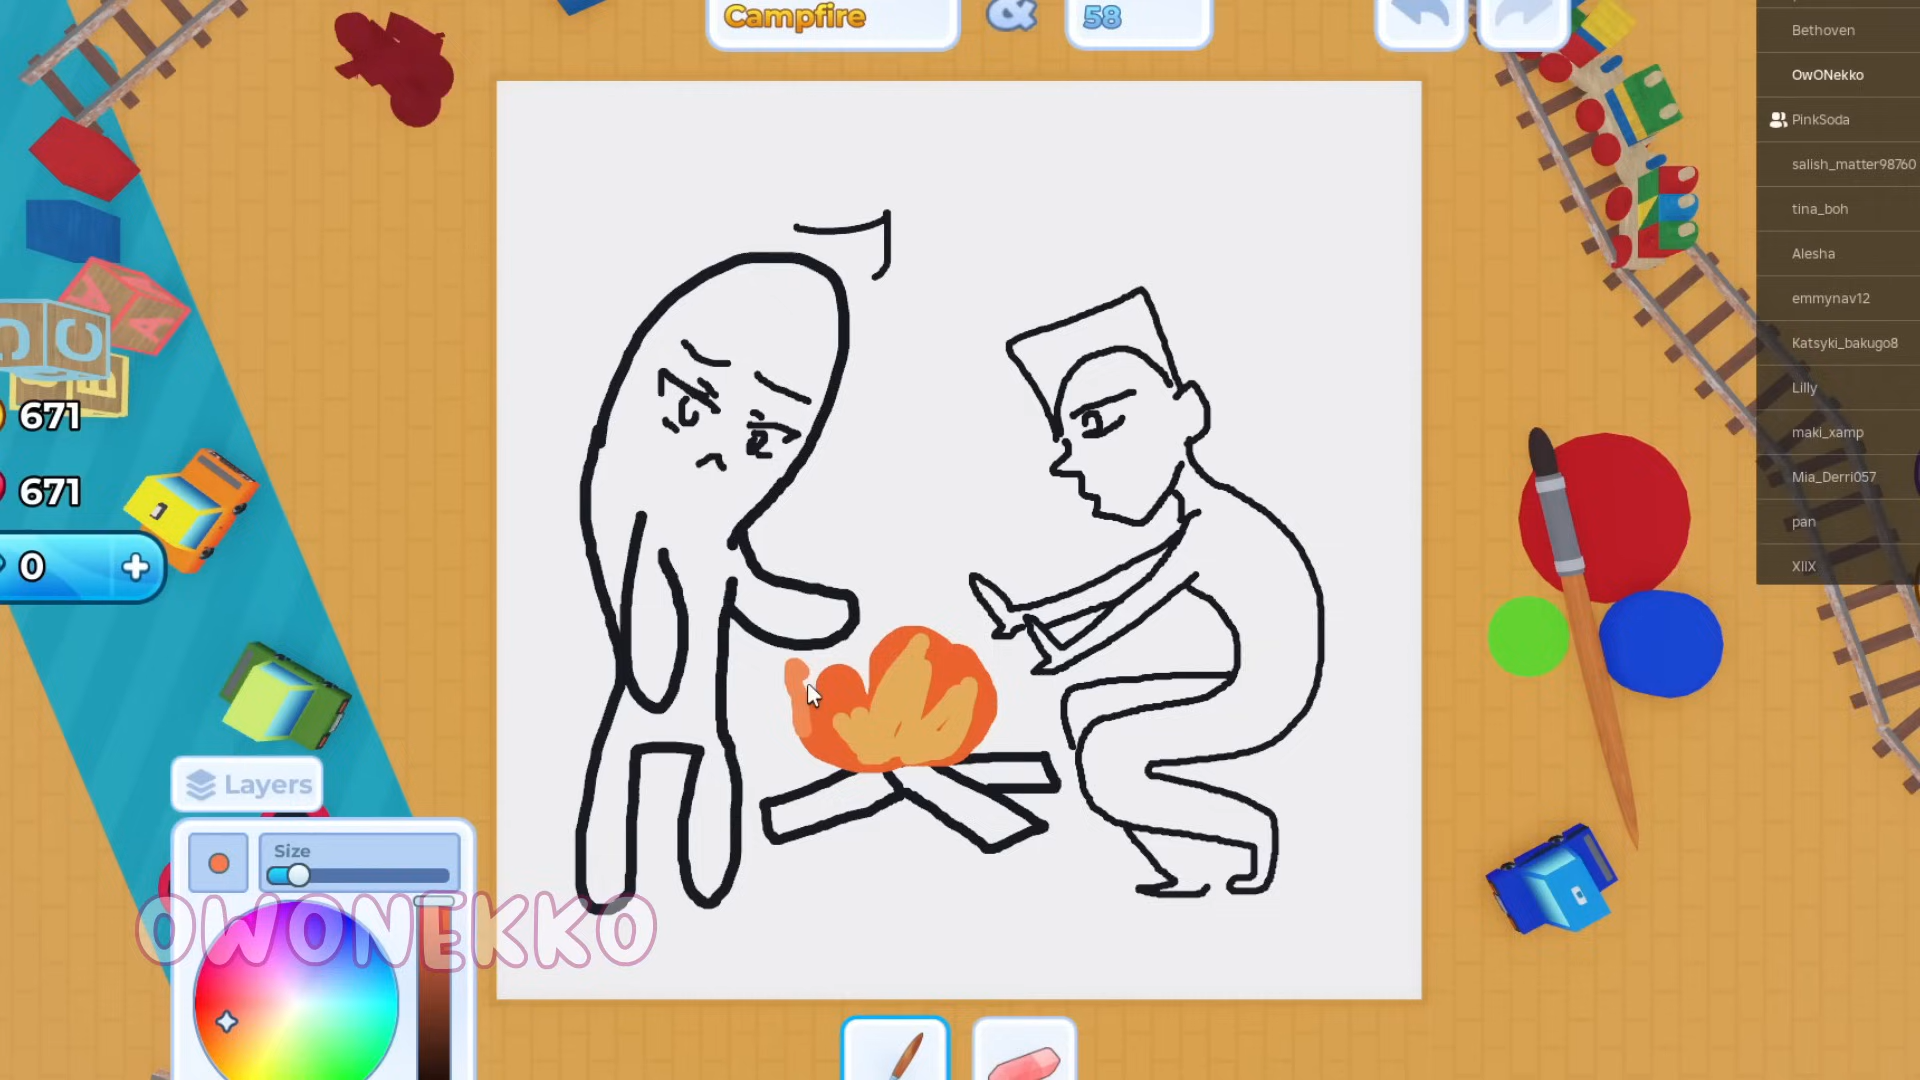 Campfire
&
58
Bethoven
OwONekko
PinkSoda
salish_matter98760
tina_boh
Alesha
emmynav12
Katsyki_bakugo8
Lilly
maki_xamp
Mia_Derri057
pan
XIIX
671
671
0
+
Layers
Size
OWONEKKO